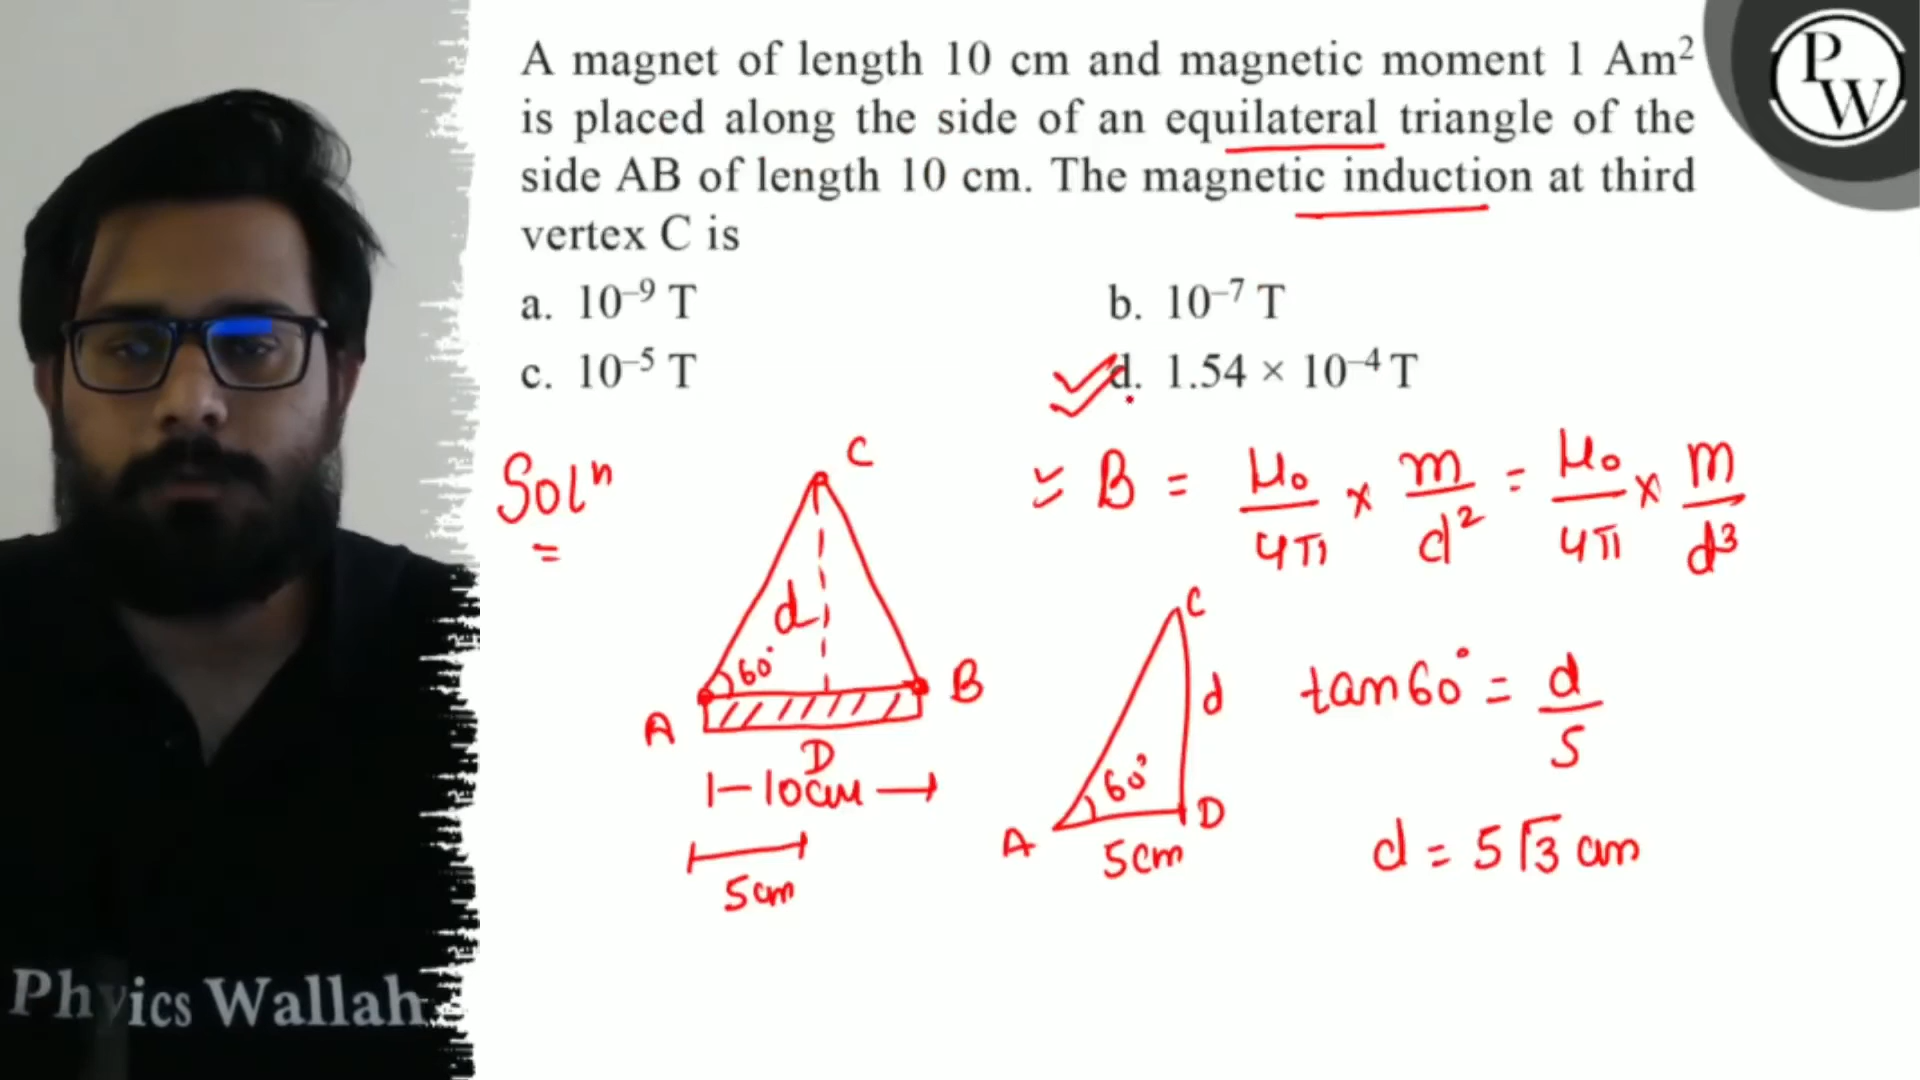 A magnet of length 10 cm and magnetic moment 1 Am²
is placed along the side of an equilateral triangle of the
side AB of length 10 cm. The magnetic induction at third
vertex C is
a. 10⁻⁹ T
b. 10⁻⁷ T
c. 10⁻⁵ T
d. 1.54 × 10⁻⁴ T
PW
Solⁿ
=
C
d
60°
A
B
D
10cm
5cm
B = μ₀/4π × m/d² = μ₀/4π × m/d³
C
d
60°
A
D
5cm
tan60° = d/5
d = 5√3 cm
Physics Wallah